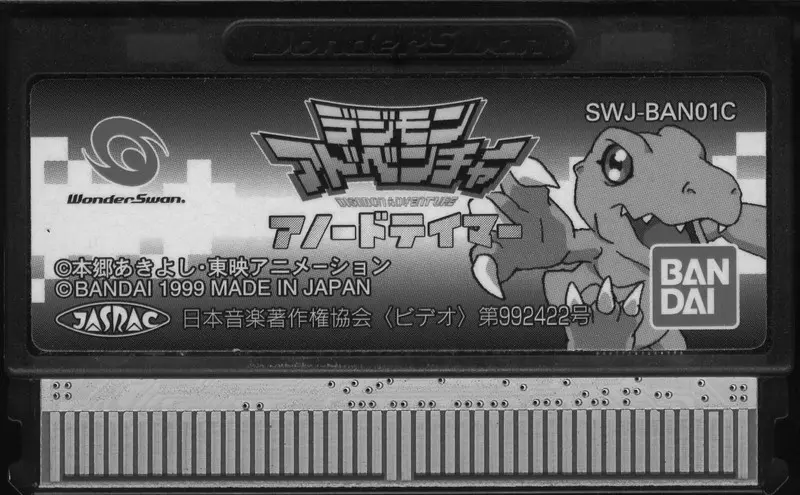 WonderSwan
SWJ-BAN01C
デジモン
アドベンチャー
DIGIMON ADVENTURE
WonderSwan.
アノードテイマー
©本郷あきよし・東映アニメーション
©BANDAI 1999 MADE IN JAPAN
BAN
DAI
JASRAC
日本音楽著作権協会〈ビデオ〉第992422号